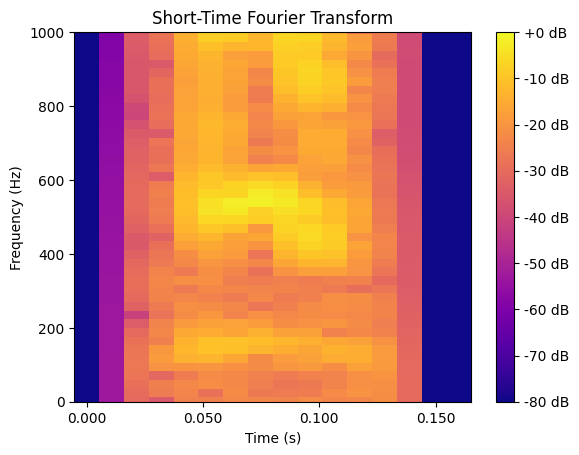 Short-Time Fourier Transform
Frequency (Hz)
1000
800
600
400
200
0
0.000
0.050
0.100
0.150
Time (s)
+0 dB
-10 dB
-20 dB
-30 dB
-40 dB
-50 dB
-60 dB
-70 dB
-80 dB